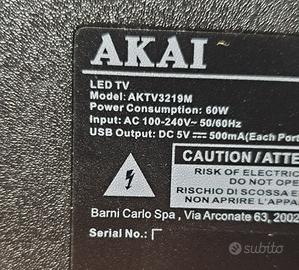 AKAI
LED TV
Model: AKTV3219M
Power Consumption: 60W
Input: AC 100-240V~ 50/60Hz
USB Output: DC 5V⎓500mA(Each Port
CAUTION/ATTE
RISK OF ELECTRIC
DO NOT OPE
RISCHIO DI SCOSSA E
NON APRIRE L'APPA
Barni Carlo Spa , Via Arconate 63, 2002
Serial No.:
subito